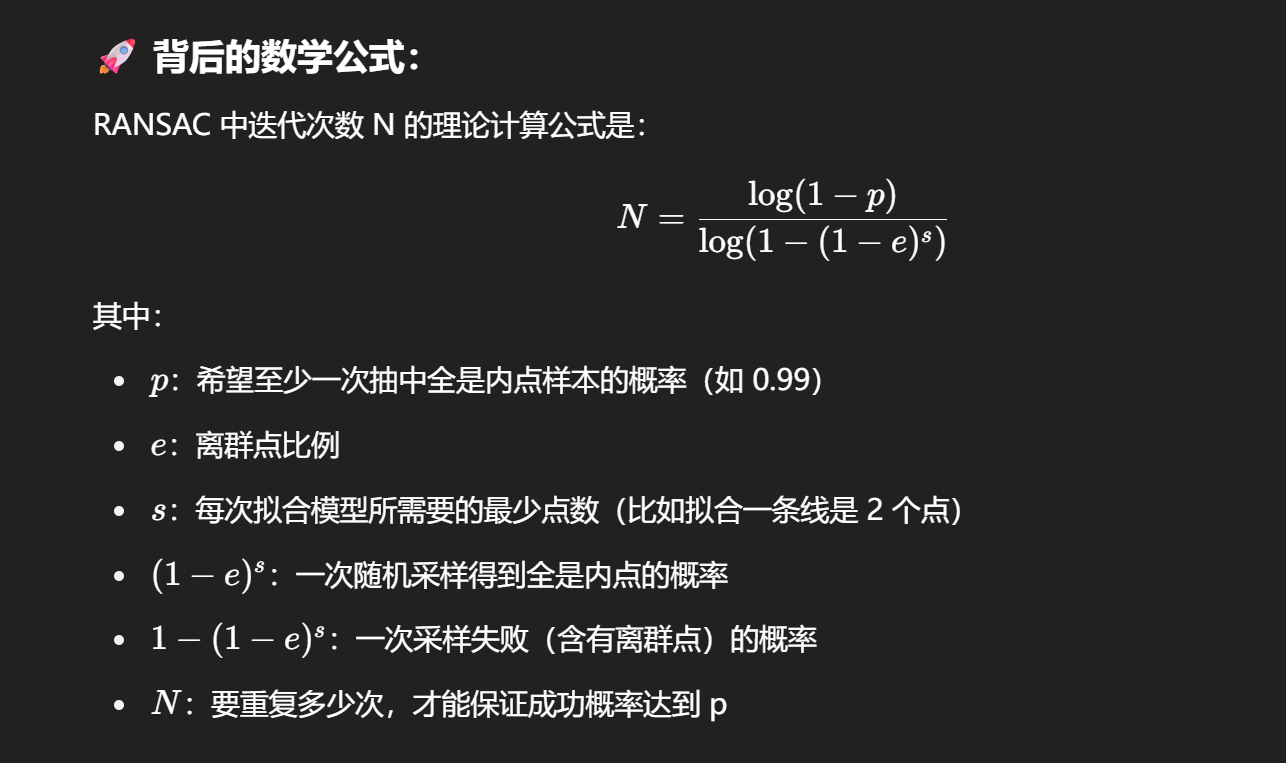 🚀 背后的数学公式：
RANSAC 中迭代次数 N 的理论计算公式是：
N = \frac{\log(1 - p)}{\log(1 - (1 - e)^s)}
其中：
• p：希望至少一次抽中全是内点样本的概率（如 0.99）
• e：离群点比例
• s：每次拟合模型所需要的最少点数（比如拟合一条线是 2 个点）
• (1 − e)^s：一次随机采样得到全是内点的概率
• 1 − (1 − e)^s：一次采样失败（含有离群点）的概率
• N：要重复多少次，才能保证成功概率达到 p